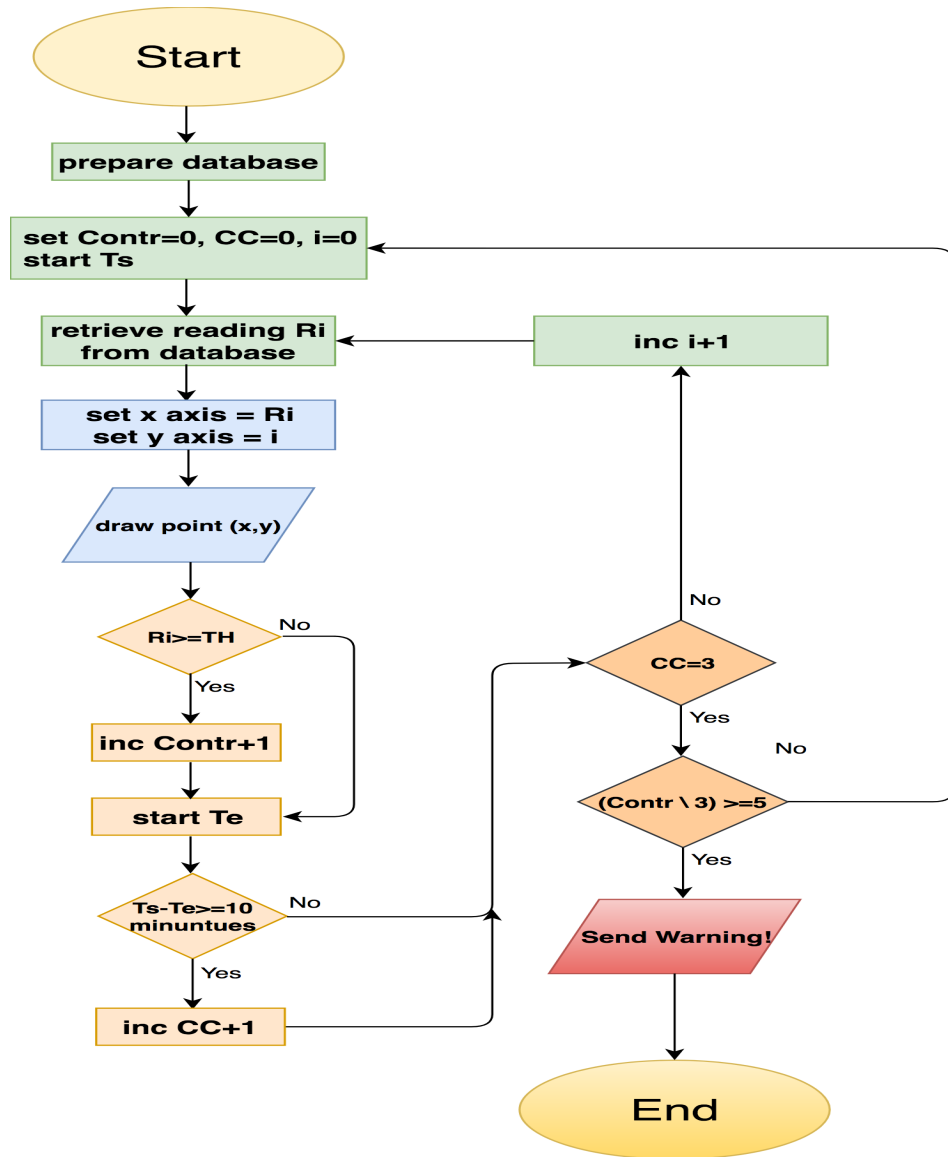 Start
prepare database
set Contr=0, CC=0, i=0
start Ts
retrieve reading Ri
from database
inc i+1
set x axis = Ri
set y axis = i
draw point (x,y)
Ri>=TH
No
Yes
inc Contr+1
start Te
Ts-Te>=10
minuntues
No
Yes
inc CC+1
CC=3
No
Yes
(Contr \ 3) >=5
No
Yes
Send Warning!
End